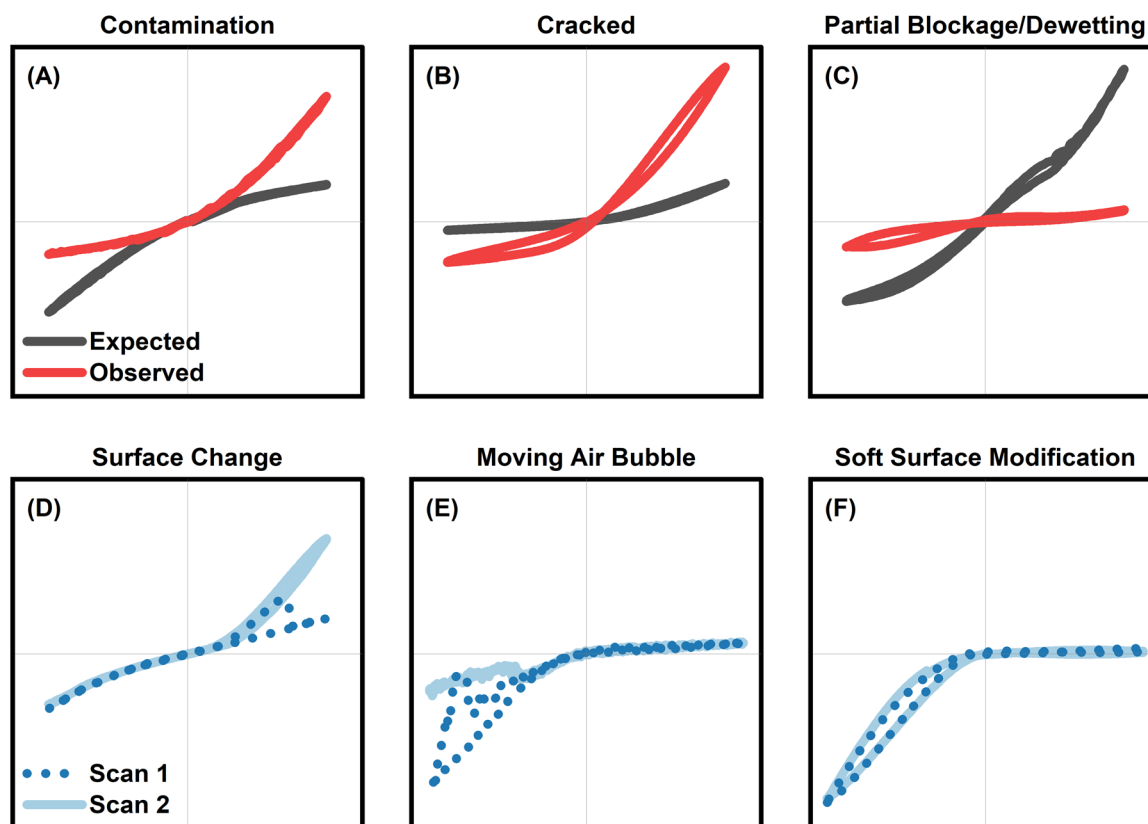 Contamination
Cracked
Partial Blockage/Dewetting
(A)
(B)
(C)
Expected
Observed
Surface Change
Moving Air Bubble
Soft Surface Modification
(D)
(E)
(F)
Scan 1
Scan 2